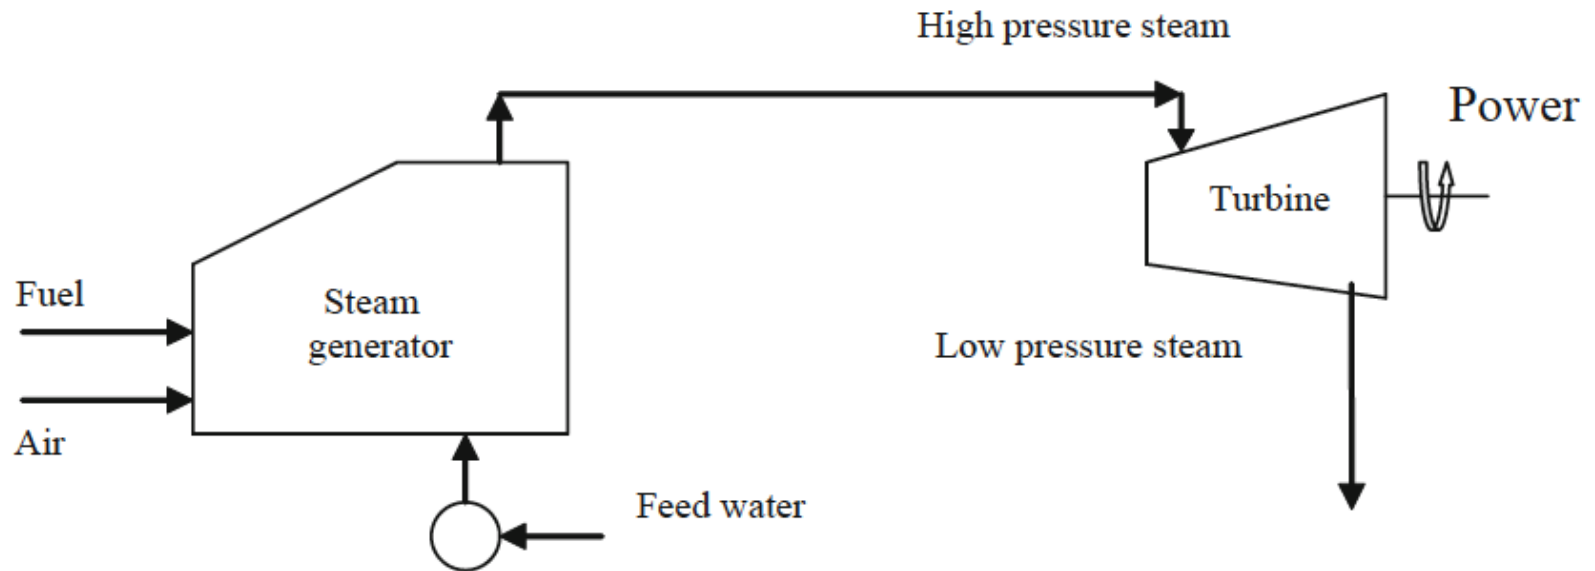 High pressure steam
Power
Turbine
Fuel
Steam
generator
Low pressure steam
Air
Feed water